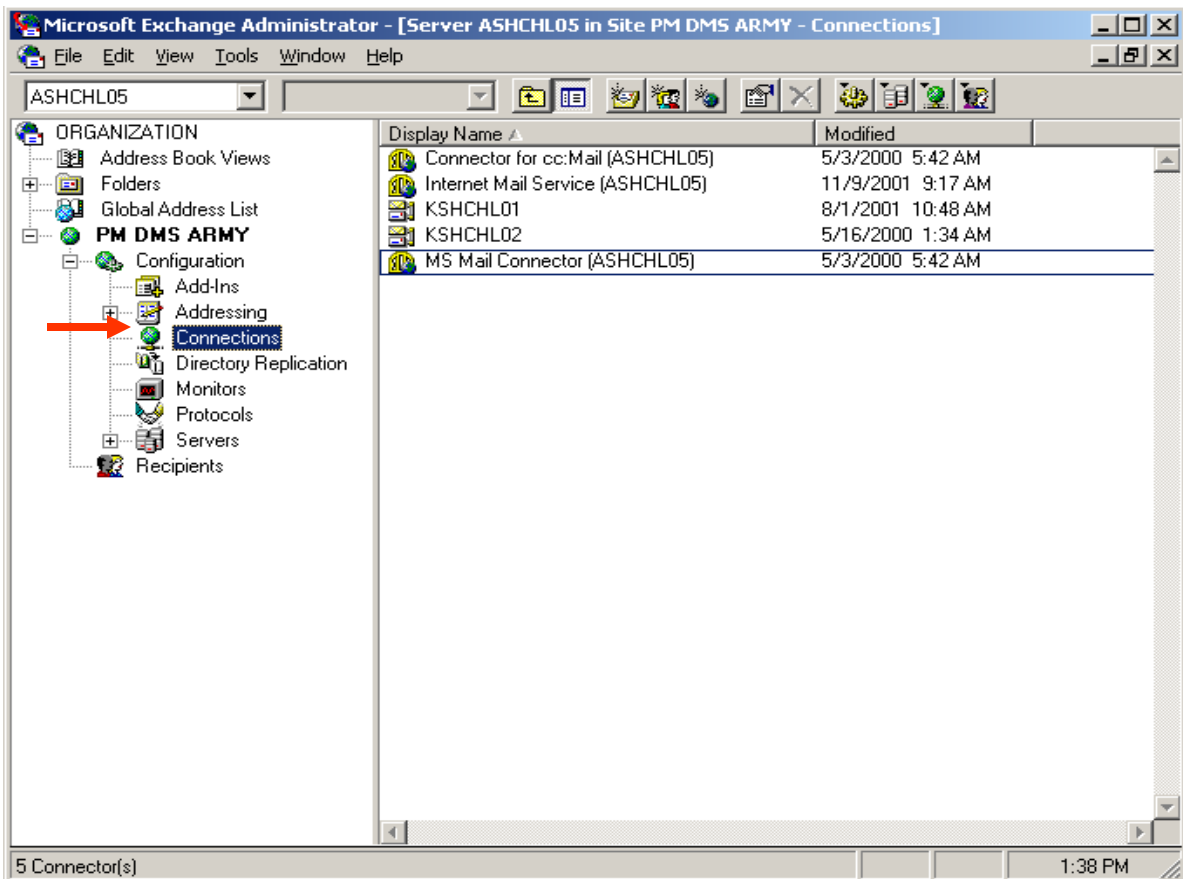 Microsoft Exchange Administrator - [Server ASHCHL05 in Site PM DMS ARMY - Connections]
File Edit View Tools Window Help
ASHCHL05
ORGANIZATION
Address Book Views
Folders
Global Address List
PM DMS ARMY
Configuration
Add-Ins
Addressing
Connections
Directory Replication
Monitors
Protocols
Servers
Recipients
Display Name Modified
Connector for cc:Mail (ASHCHL05) 5/3/2000 5:42 AM
Internet Mail Service (ASHCHL05) 11/9/2001 9:17 AM
KSHCHL01 8/1/2001 10:48 AM
KSHCHL02 5/16/2000 1:34 AM
MS Mail Connector (ASHCHL05) 5/3/2000 5:42 AM
5 Connector(s) 1:38 PM